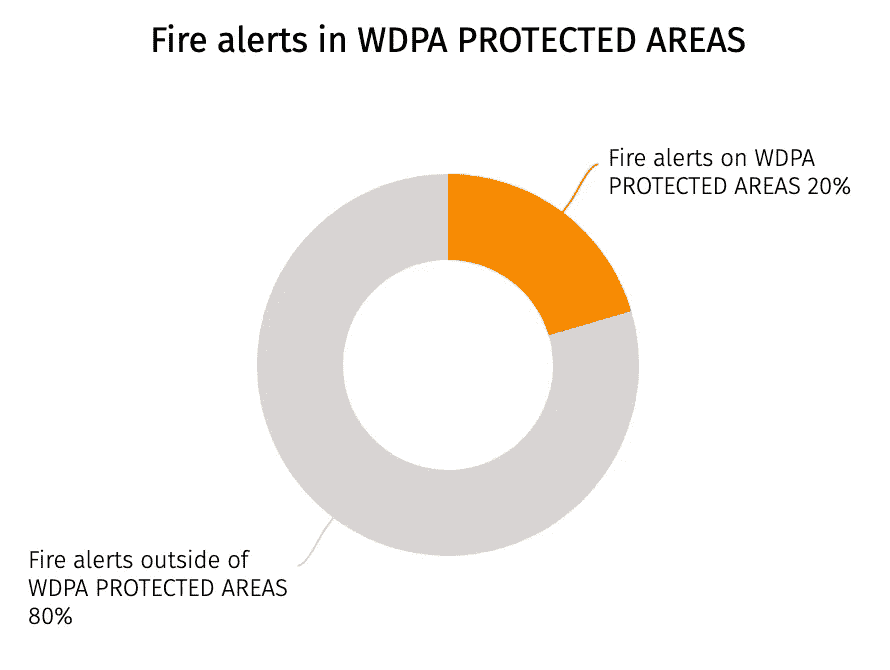 Fire alerts in WDPA PROTECTED AREAS
Fire alerts on WDPA
PROTECTED AREAS 20%
Fire alerts outside of
WDPA PROTECTED AREAS
80%